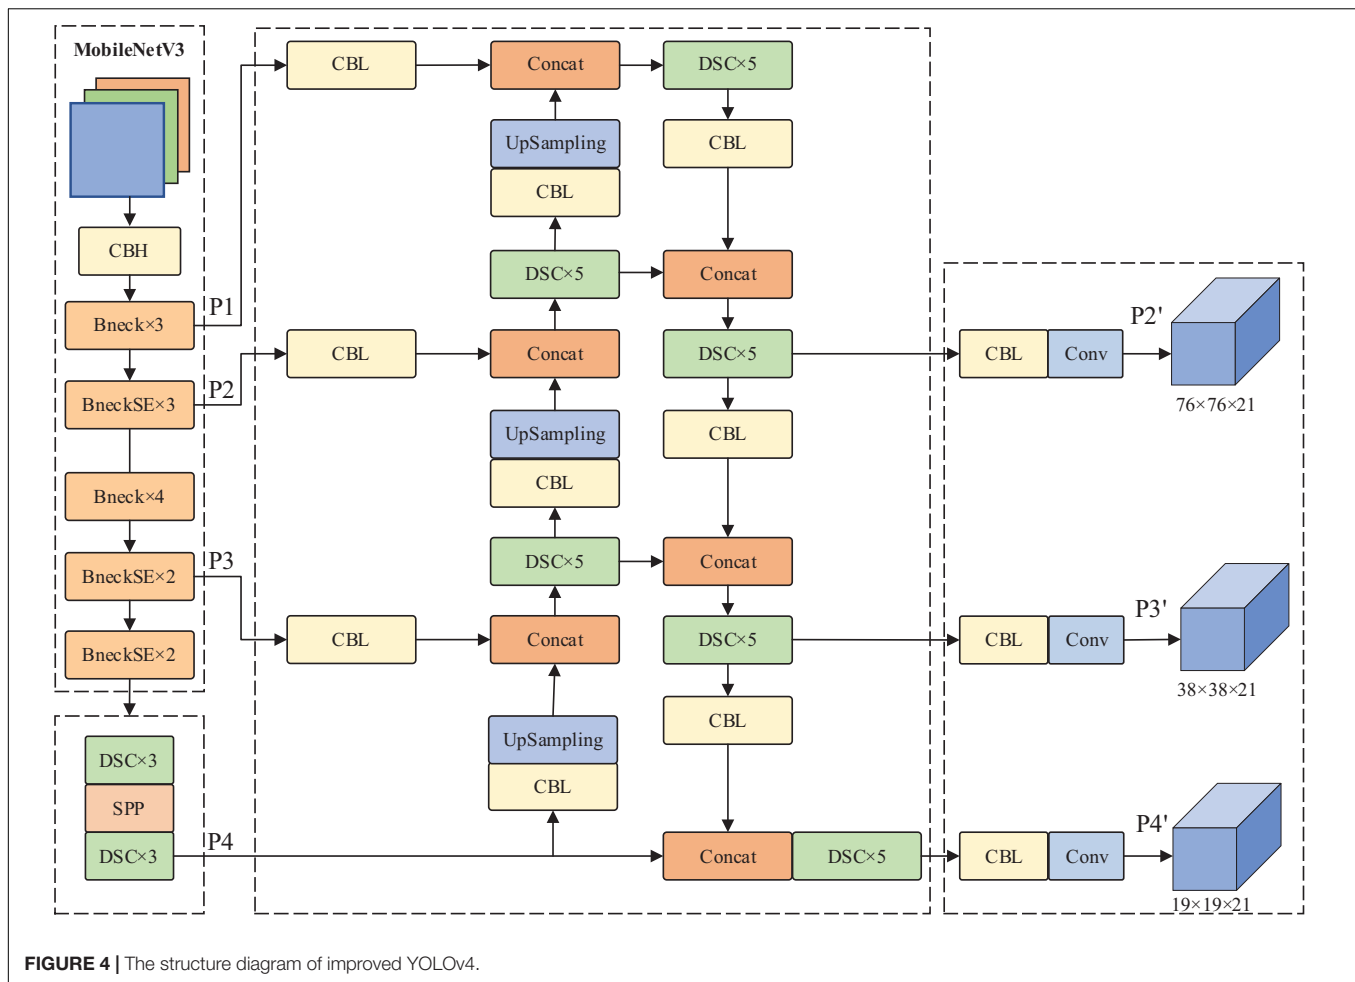 MobileNetV3
CBH
Bneck×3
BneckSE×3
Bneck×4
BneckSE×2
BneckSE×2
DSC×3
SPP
DSC×3
P1
P2
P3
P4
CBL
Concat
DSC×5
UpSampling
CBL
CBL
DSC×5
Concat
CBL
Concat
DSC×5
UpSampling
CBL
CBL
DSC×5
Concat
CBL
Concat
DSC×5
UpSampling
CBL
CBL
Concat
DSC×5
CBL
Conv
P2'
76×76×21
CBL
Conv
P3'
38×38×21
CBL
Conv
P4'
19×19×21
FIGURE 4 | The structure diagram of improved YOLOv4.